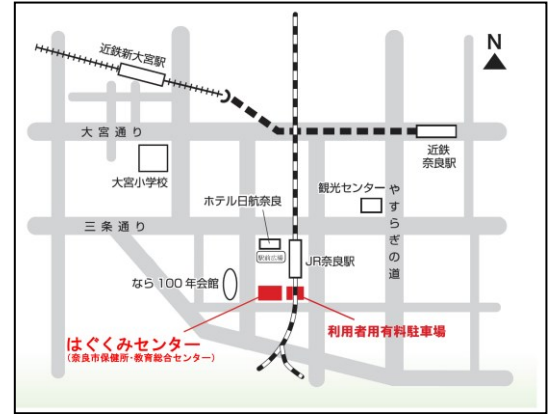 近鉄新大宮駅
N
大宮通り
近鉄
奈良駅
大宮小学校
観光センター
やすらぎの道
ホテル日航奈良
三条通り
駅前広場
JR奈良駅
なら100年会館
はぐくみセンター
(奈良市保健所・教育総合センター)
利用者用有料駐車場